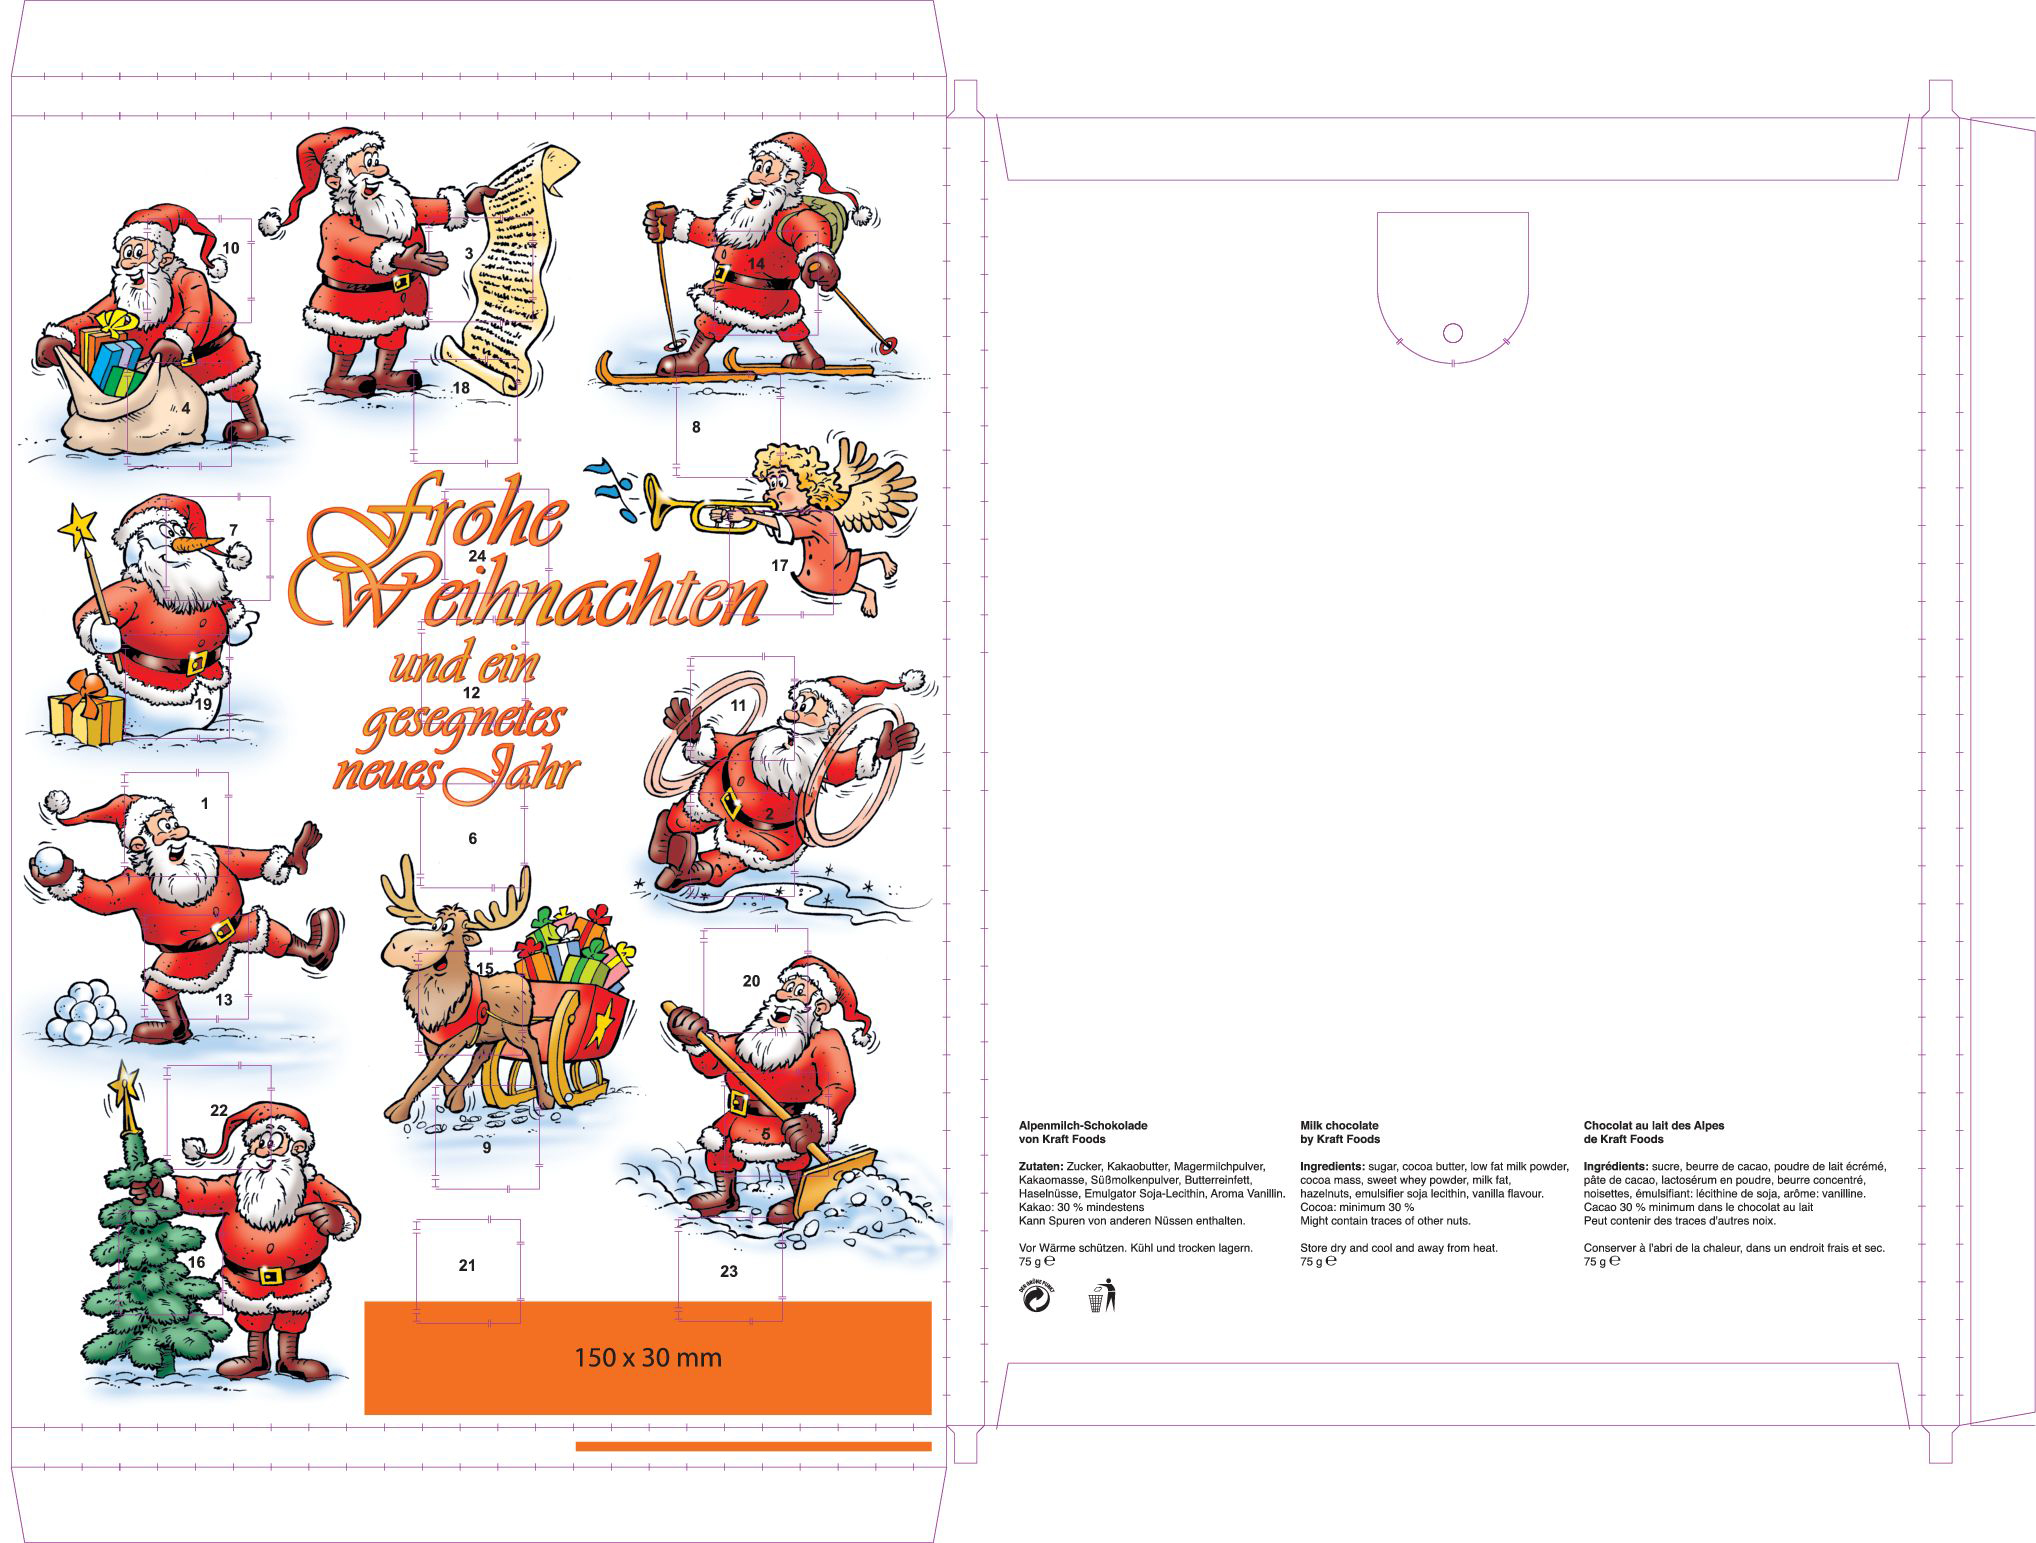 10
3
14
18
4
8
7
frohe
24
17
Weihnachten
und ein
12
19
gesegnetes
11
neues Jahr
1
2
6
15
20
13
22
5
9
16
21
23
150 x 30 mm
Alpenmilch-Schokolade
von Kraft Foods
Zutaten: Zucker, Kakaobutter, Magermilchpulver,
Kakaomasse, Süßmolkenpulver, Butterreinfett,
Haselnüsse, Emulgator Soja-Lecithin, Aroma Vanillin.
Kakao: 30 % mindestens
Kann Spuren von anderen Nüssen enthalten.
Vor Wärme schützen. Kühl und trocken lagern.
75 g ℮
DER GRÜNE PUNKT
Milk chocolate
by Kraft Foods
Ingredients: sugar, cocoa butter, low fat milk powder,
cocoa mass, sweet whey powder, milk fat,
hazelnuts, emulsifier soja lecithin, vanilla flavour.
Cocoa: minimum 30 %
Might contain traces of other nuts.
Store dry and cool and away from heat.
75 g ℮
Chocolat au lait des Alpes
de Kraft Foods
Ingrédients: sucre, beurre de cacao, poudre de lait écrémé,
pâte de cacao, lactosérum en poudre, beurre concentré,
noisettes, émulsifiant: lécithine de soja, arôme: vanilline.
Cacao 30 % minimum dans le chocolat au lait
Peut contenir des traces d'autres noix.
Conserver à l'abri de la chaleur, dans un endroit frais et sec.
75 g ℮